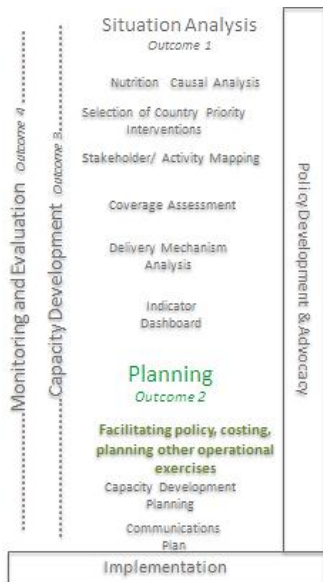 Situation Analysis
Outcome 1
Nutrition Causal Analysis
Selection of Country Priority
Interventions
Stakeholder/ Activity Mapping
Coverage Assessment
Delivery Mechanism
Analysis
Indicator
Dashboard
Planning
Outcome 2
Facilitating policy, costing,
planning other operational
exercises
Capacity Development
Planning
Communications
Plan
Monitoring and Evaluation Outcome 4
Capacity Development Outcome 3
Policy Development & Advocacy
Implementation